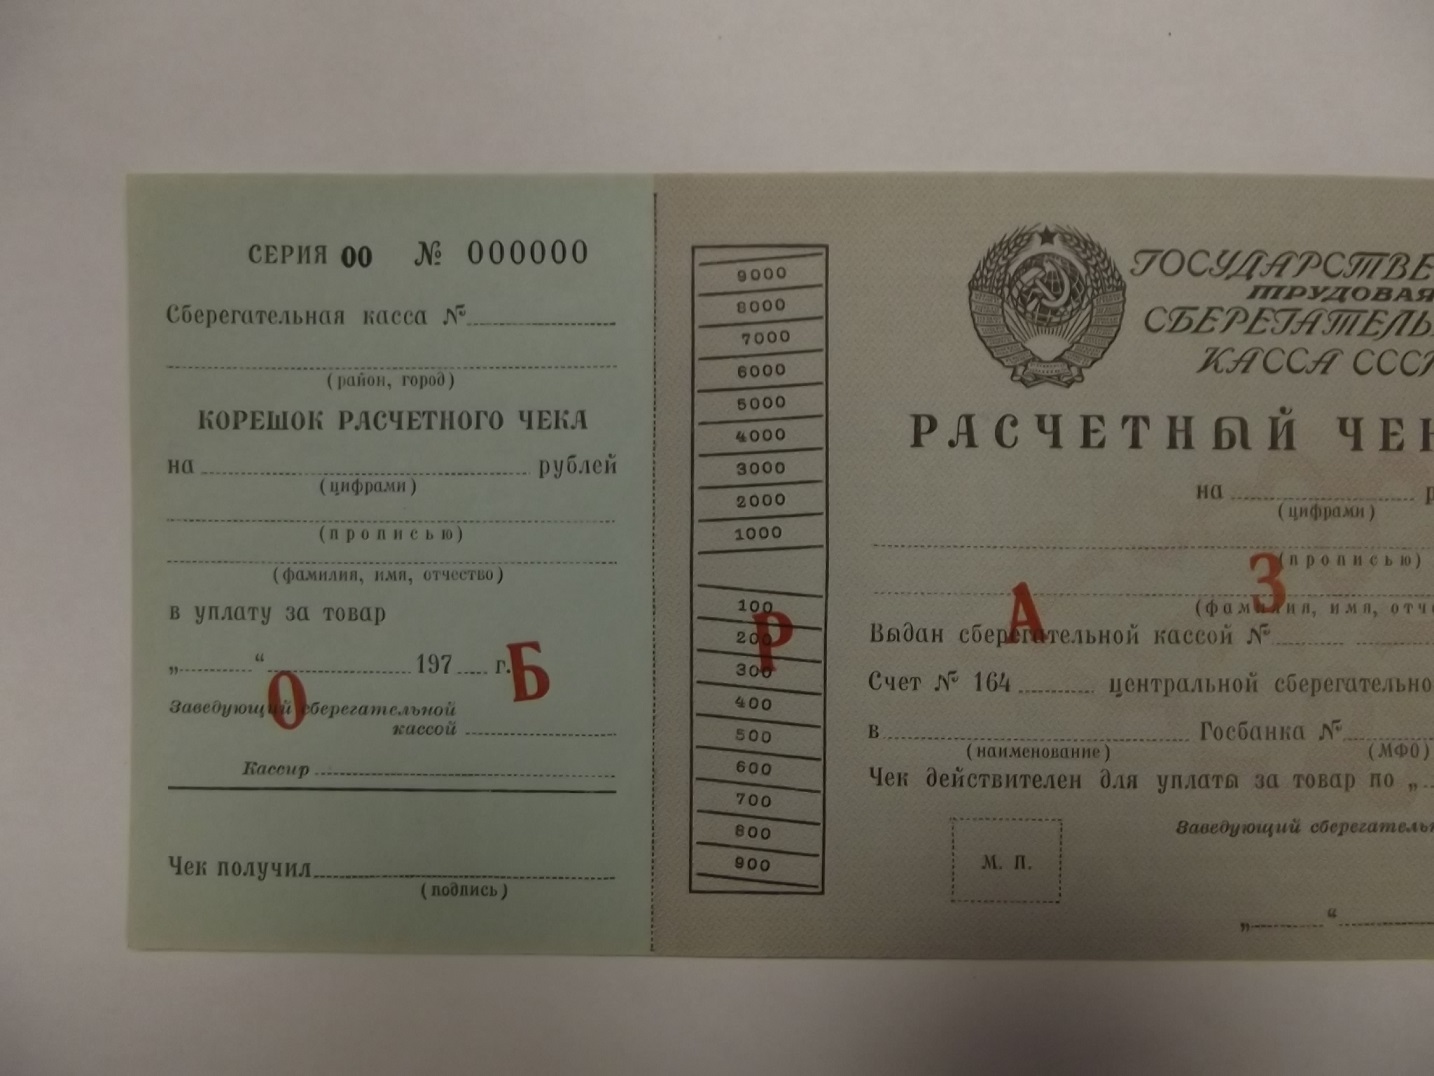 СЕРИЯ 00 № 000000
Сберегательная касса №
(район, город)
КОРЕШОК РАСЧЕТНОГО ЧЕКА
на рублей
(цифрами)
(прописью)
(фамилия, имя, отчество)
в уплату за товар
„ “ 197 г.
Заведующий сберегательной
кассой
Кассир
Чек получил
(подпись)
О Б Р А З
9000
8000
7000
6000
5000
4000
3000
2000
1000
100
200
300
400
500
600
700
800
900
ГОСУДАРСТВЕ
ТРУДОВАЯ
СБЕРЕГАТЕЛЬ
КАССА СССР
РАСЧЕТНЫЙ ЧЕК
на р
(цифрами)
(прописью)
(фамилия, имя, отче
Выдан сберегательной кассой №
Счет № 164 центральной сберегательно
в Госбанка №
(наименование) (МФО)
Чек действителен для уплаты за товар по „
Заведующий сберегатель
М. П.
„ “